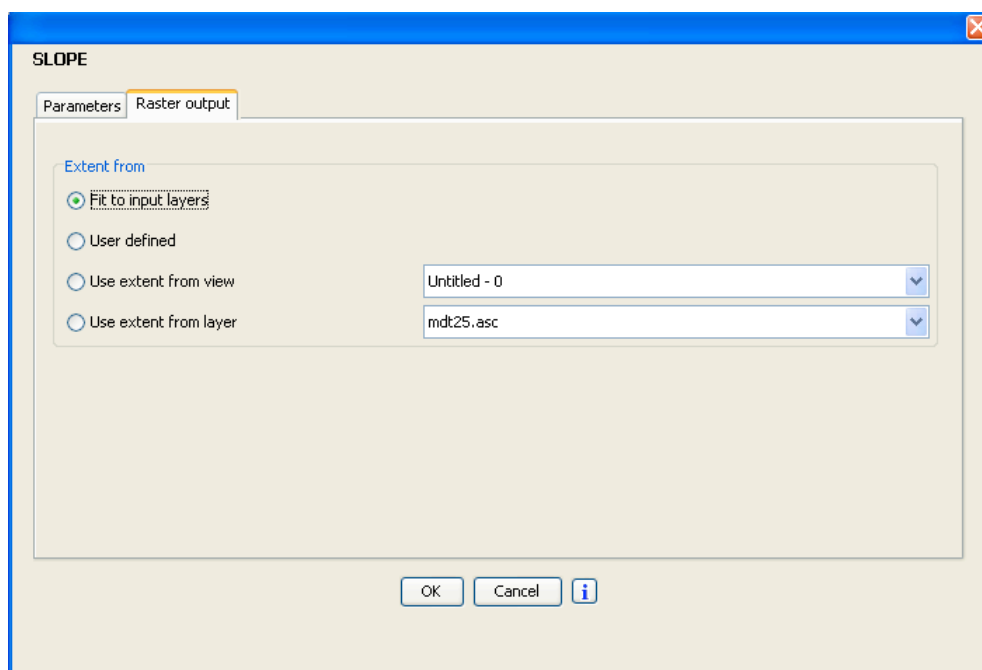 SLOPE
Parameters Raster output
Extent from
Fit to input layers
User defined
Use extent from view Untitled - 0
Use extent from layer mdt25.asc
OK Cancel i